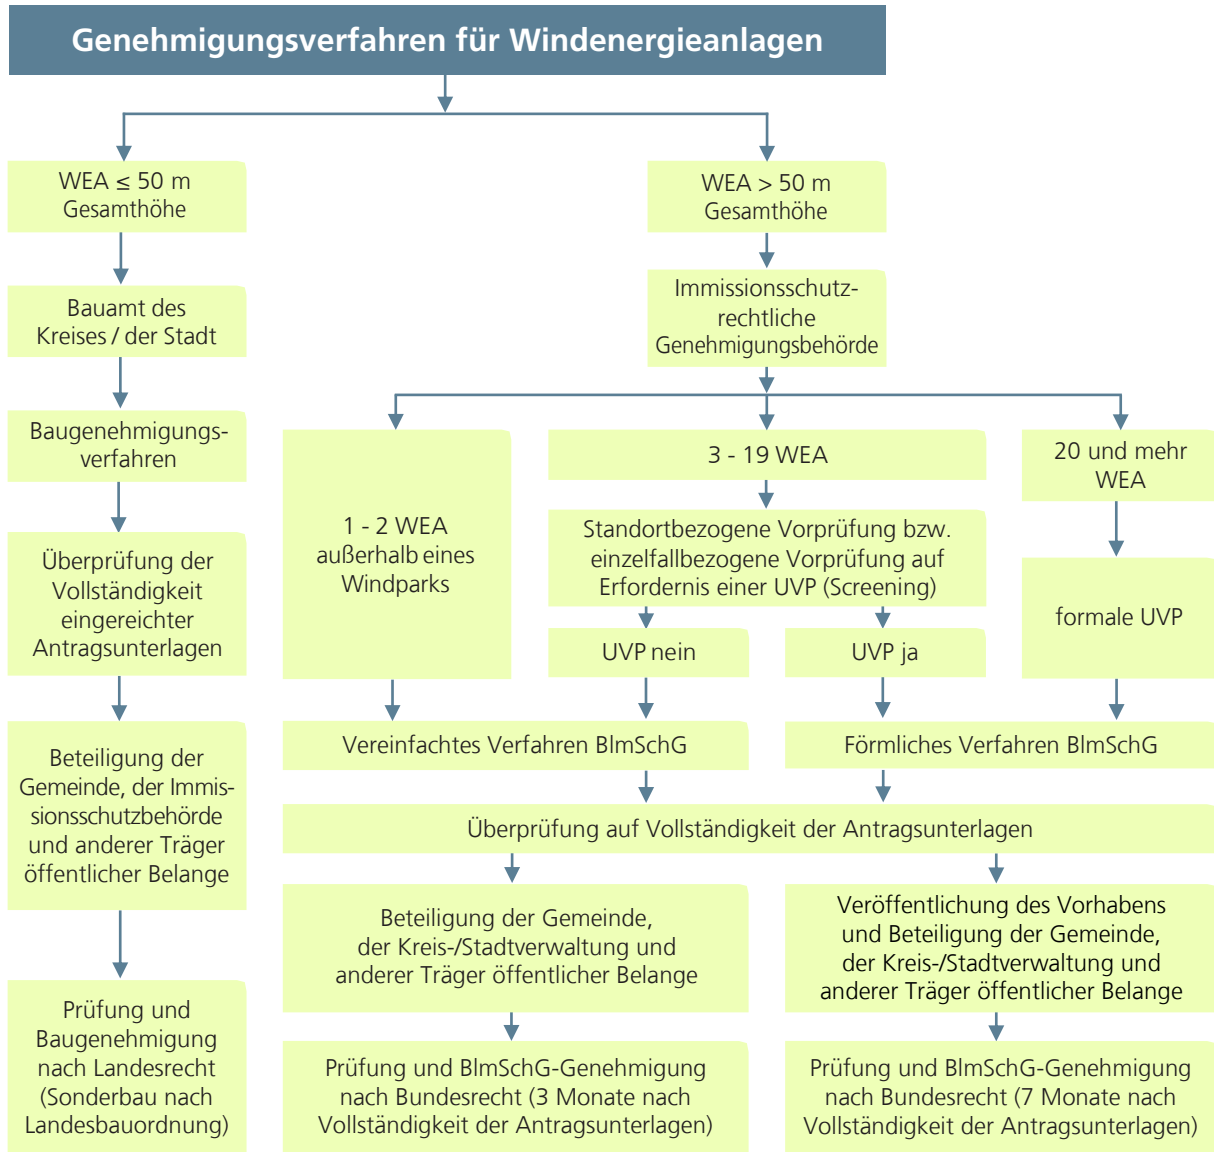 Genehmigungsverfahren für Windenergieanlagen
WEA ≤ 50 m
Gesamthöhe
Bauamt des
Kreises / der Stadt
Baugenehmigungs-
verfahren
Überprüfung der
Vollständigkeit
eingereichter
Antragsunterlagen
Beteiligung der
Gemeinde, der Immis-
sionsschutzbehörde
und anderer Träger
öffentlicher Belange
Prüfung und
Baugenehmigung
nach Landesrecht
(Sonderbau nach
Landesbauordnung)
WEA > 50 m
Gesamthöhe
Immissionsschutz-
rechtliche
Genehmigungsbehörde
1 - 2 WEA
außerhalb eines
Windparks
3 - 19 WEA
Standortbezogene Vorprüfung bzw.
einzelfallbezogene Vorprüfung auf
Erfordernis einer UVP (Screening)
UVP nein
UVP ja
20 und mehr
WEA
formale UVP
Vereinfachtes Verfahren BImSchG
Förmliches Verfahren BImSchG
Überprüfung auf Vollständigkeit der Antragsunterlagen
Beteiligung der Gemeinde,
der Kreis-/Stadtverwaltung und
anderer Träger öffentlicher Belange
Prüfung und BImSchG-Genehmigung
nach Bundesrecht (3 Monate nach
Vollständigkeit der Antragsunterlagen)
Veröffentlichung des Vorhabens
und Beteiligung der Gemeinde,
der Kreis-/Stadtverwaltung und
anderer Träger öffentlicher Belange
Prüfung und BImSchG-Genehmigung
nach Bundesrecht (7 Monate nach
Vollständigkeit der Antragsunterlagen)